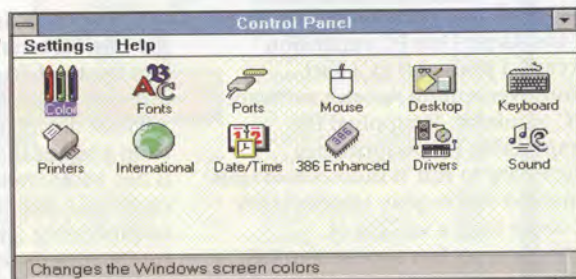 Control Panel
Settings Help
Color Fonts Ports Mouse Desktop Keyboard
Printers International Date/Time 386 Enhanced Drivers Sound
Changes the Windows screen colors